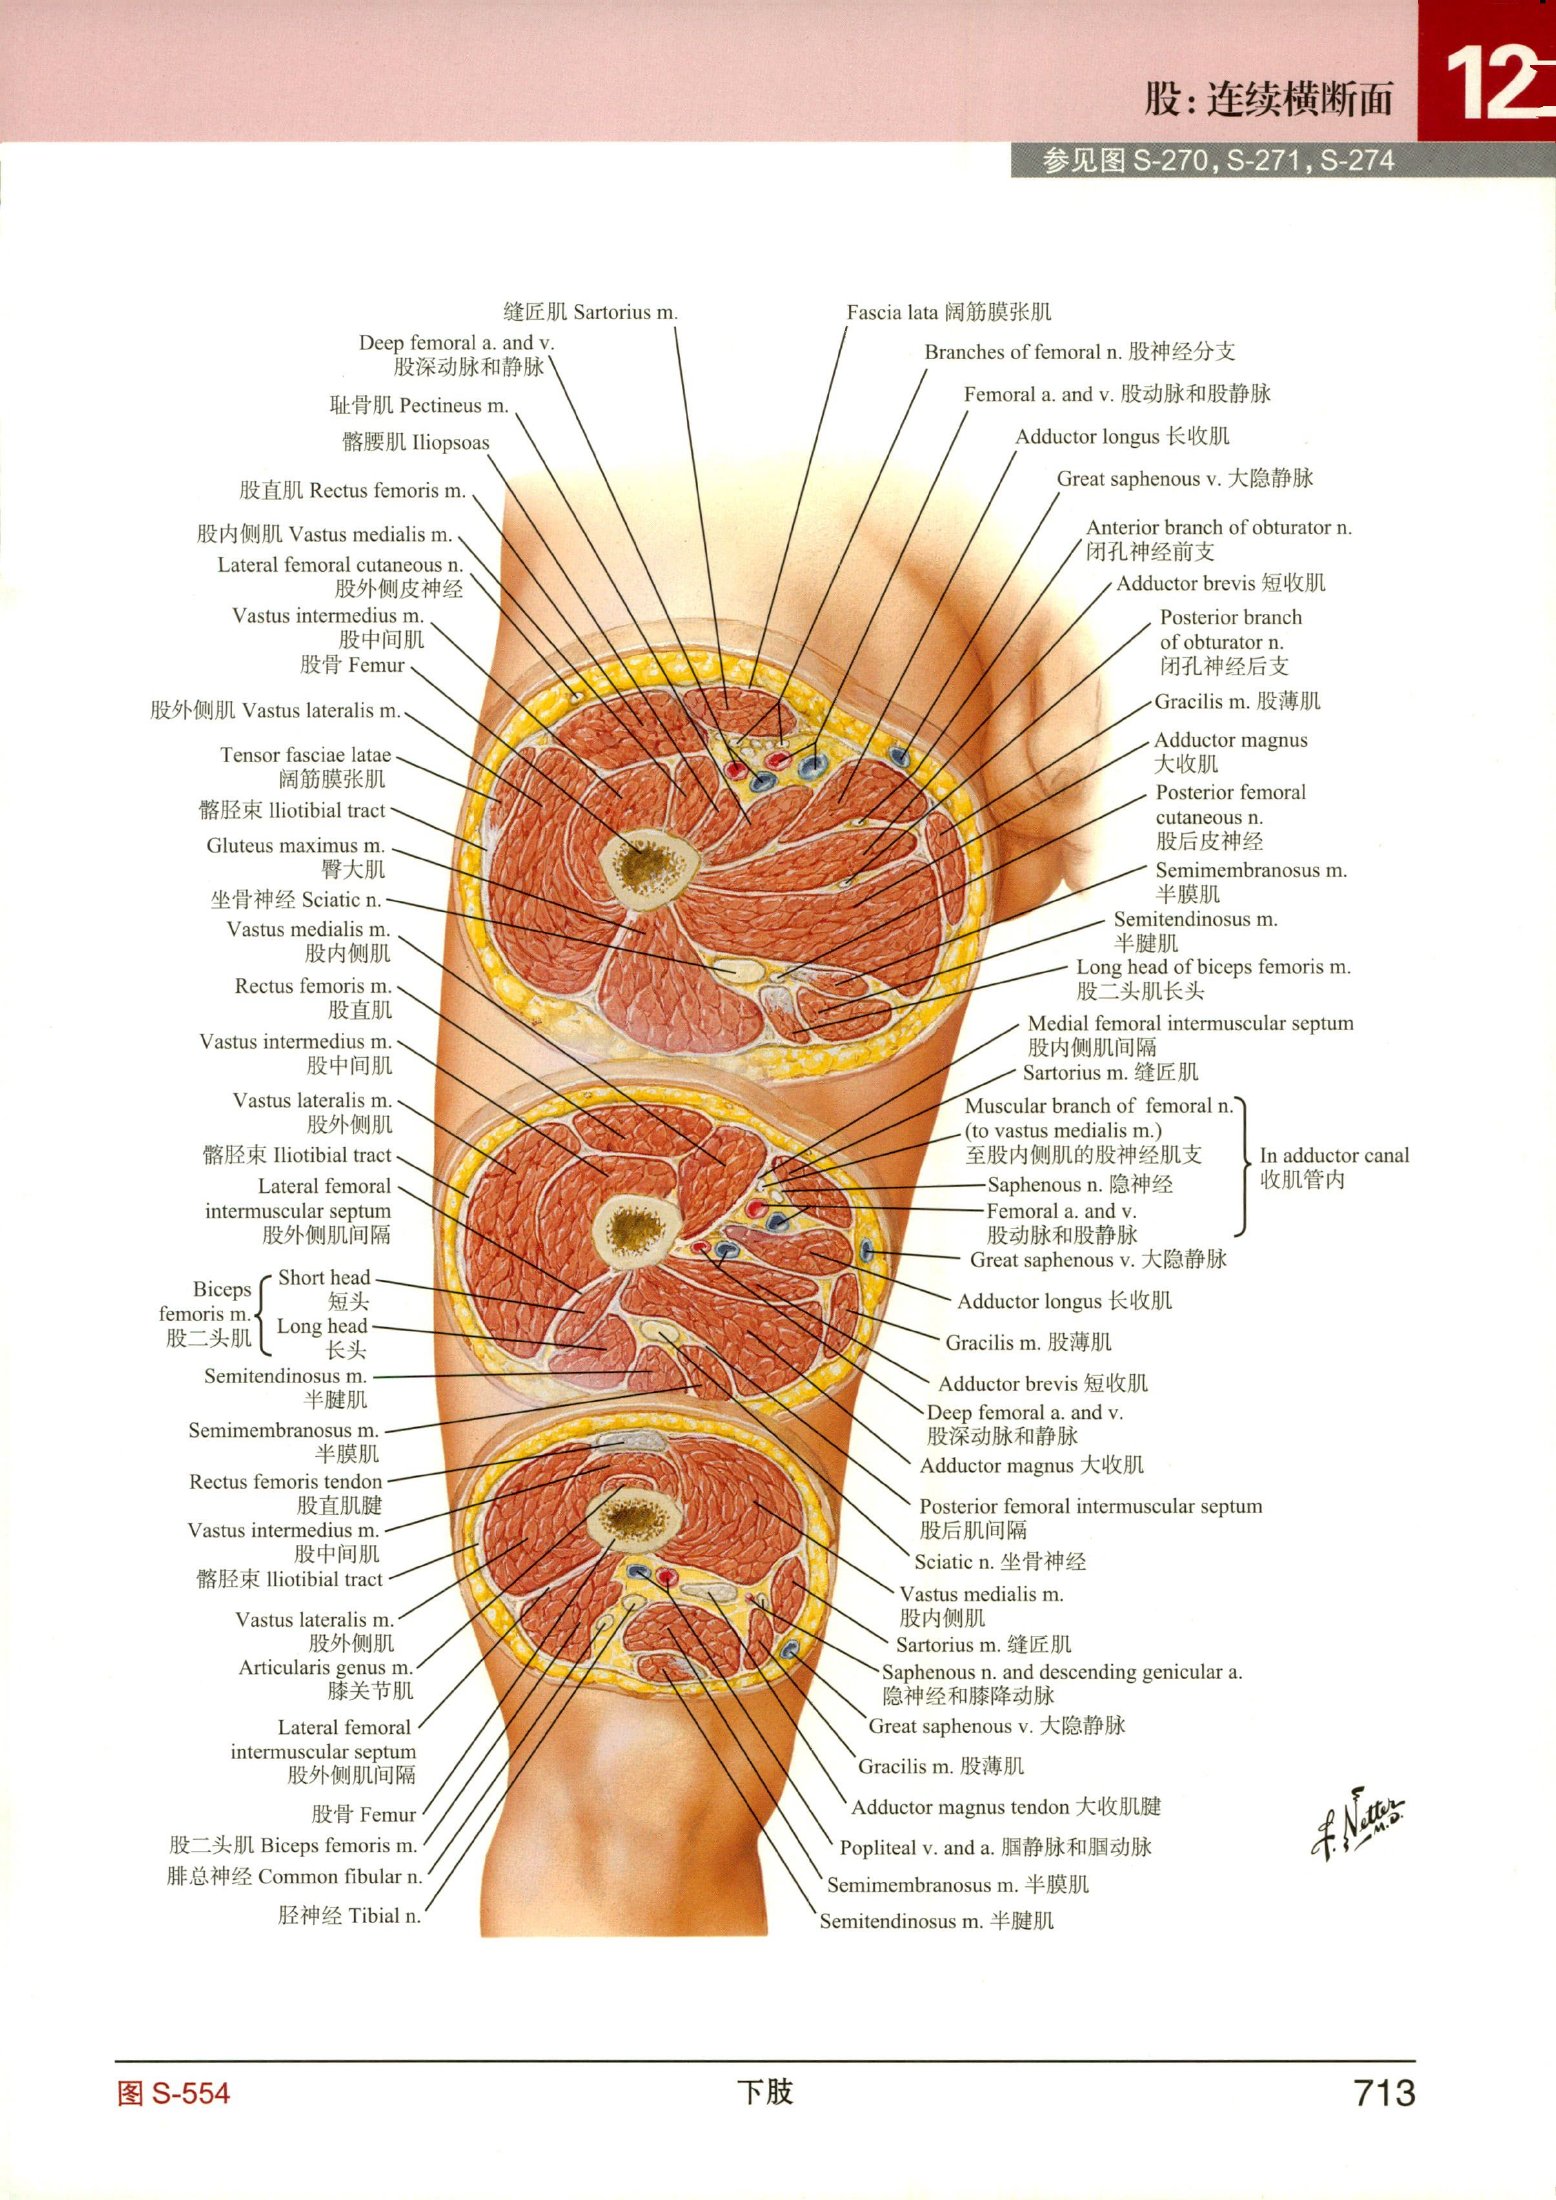 12
股:连续横断面
参见图 S-270, S-271, S-274
缝匠肌 Sartorius m.
Deep femoral a. and v.
股深动脉和静脉
耻骨肌 Pectineus m.
髂腰肌 Iliopsoas
股直肌 Rectus femoris m.
股内侧肌 Vastus medialis m.
Lateral femoral cutaneous n.
股外侧皮神经
Vastus intermedius m.
股中间肌
股骨 Femur
股外侧肌 Vastus lateralis m.
Tensor fasciae latae
阔筋膜张肌
髂胫束 lliotibial tract
Gluteus maximus m.
臀大肌
坐骨神经 Sciatic n.
Vastus medialis m.
股内侧肌
Rectus femoris m.
股直肌
Vastus intermedius m.
股中间肌
Vastus lateralis m.
股外侧肌
髂胫束 Iliotibial tract
Lateral femoral
intermuscular septum
股外侧肌间隔
Biceps
femoris m.
股二头肌
Short head
短头
Long head
长头
Semitendinosus m.
半腱肌
Semimembranosus m.
半膜肌
Rectus femoris tendon
股直肌腱
Vastus intermedius m.
股中间肌
髂胫束 lliotibial tract
Vastus lateralis m.
股外侧肌
Articularis genus m.
膝关节肌
Lateral femoral
intermuscular septum
股外侧肌间隔
股骨 Femur
股二头肌 Biceps femoris m.
腓总神经 Common fibular n.
胫神经 Tibial n.
Fascia lata 阔筋膜张肌
Branches of femoral n. 股神经分支
Femoral a. and v. 股动脉和股静脉
Adductor longus 长收肌
Great saphenous v. 大隐静脉
Anterior branch of obturator n.
闭孔神经前支
Adductor brevis 短收肌
Posterior branch
of obturator n.
闭孔神经后支
Gracilis m. 股薄肌
Adductor magnus
大收肌
Posterior femoral
cutaneous n.
股后皮神经
Semimembranosus m.
半膜肌
Semitendinosus m.
半腱肌
Long head of biceps femoris m.
股二头肌长头
Medial femoral intermuscular septum
股内侧肌间隔
Sartorius m. 缝匠肌
Muscular branch of femoral n.
(to vastus medialis m.)
至股内侧肌的股神经肌支
Saphenous n. 隐神经
Femoral a. and v.
股动脉和股静脉
In adductor canal
收肌管内
Great saphenous v. 大隐静脉
Adductor longus 长收肌
Gracilis m. 股薄肌
Adductor brevis 短收肌
Deep femoral a. and v.
股深动脉和静脉
Adductor magnus 大收肌
Posterior femoral intermuscular septum
股后肌间隔
Sciatic n. 坐骨神经
Vastus medialis m.
股内侧肌
Sartorius m. 缝匠肌
Saphenous n. and descending genicular a.
隐神经和膝降动脉
Great saphenous v. 大隐静脉
Gracilis m. 股薄肌
Adductor magnus tendon 大收肌腱
Popliteal v. and a. 腘静脉和腘动脉
Semimembranosus m. 半膜肌
Semitendinosus m. 半腱肌
F. Netter
M.D.
图 S-554
下肢
713